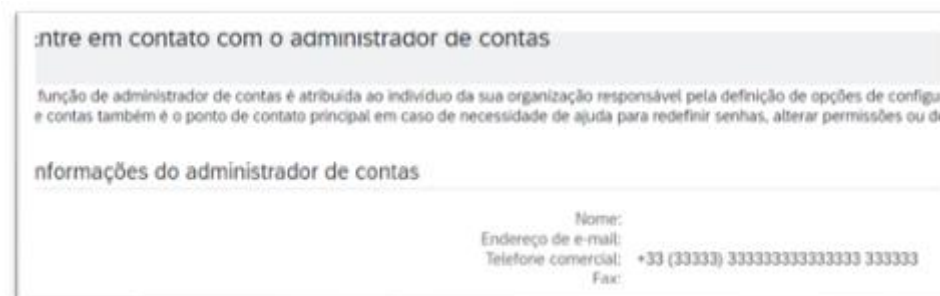 ntre em contato com o administrador de contas
função de administrador de contas é atribuída ao indivíduo da sua organização responsável pela definição de opções de configu
e contas também é o ponto de contato principal em caso de necessidade de ajuda para redefinir senhas, alterar permissões ou d
nformações do administrador de contas
Nome:
Endereço de e-mail:
Telefone comercial: +33 (33333) 333333333333333 333333
Fax: